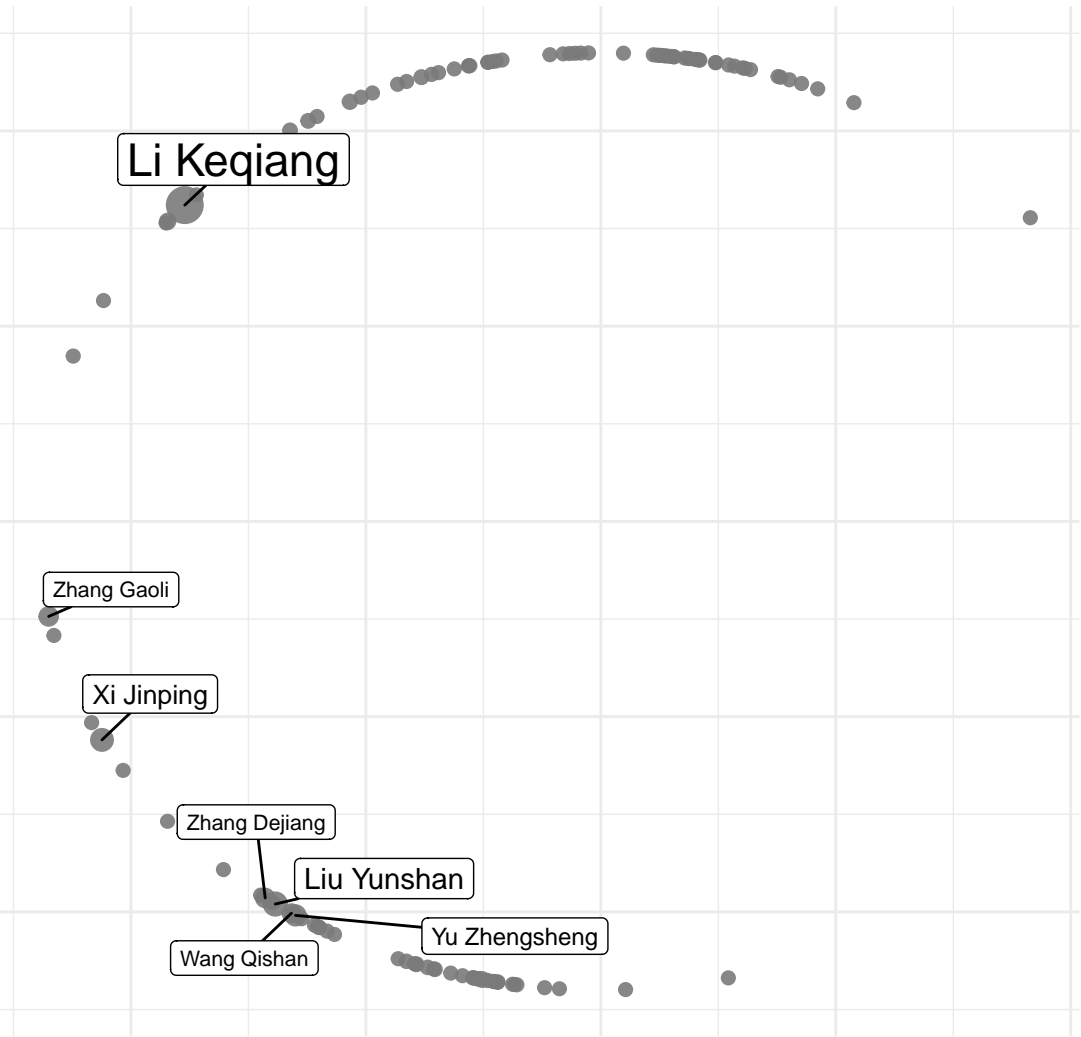 Li Keqiang
Zhang Gaoli
Xi Jinping
Zhang Dejiang
Liu Yunshan
Yu Zhengsheng
Wang Qishan